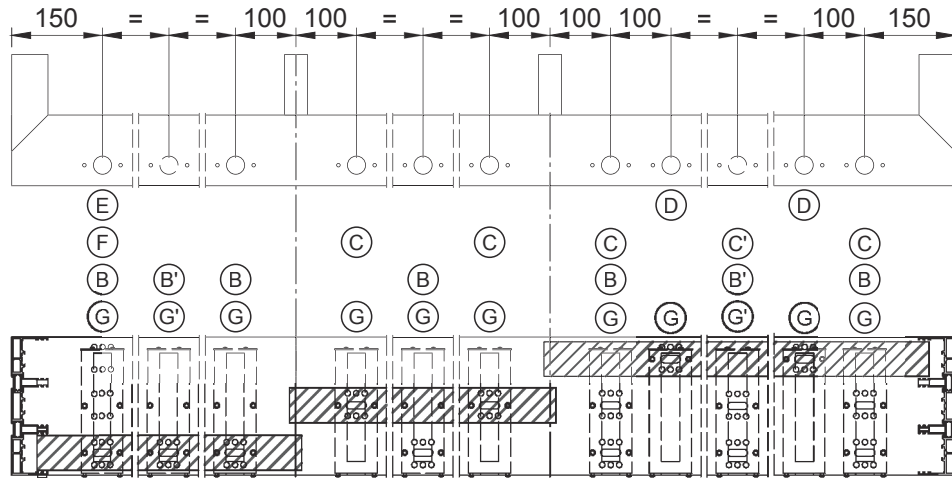 150 = = 100 100 = = 100 100 100 = = 100 150
E D D
F C C C C' C
B B' B B B B' B
G G' G G G G G G G' G G